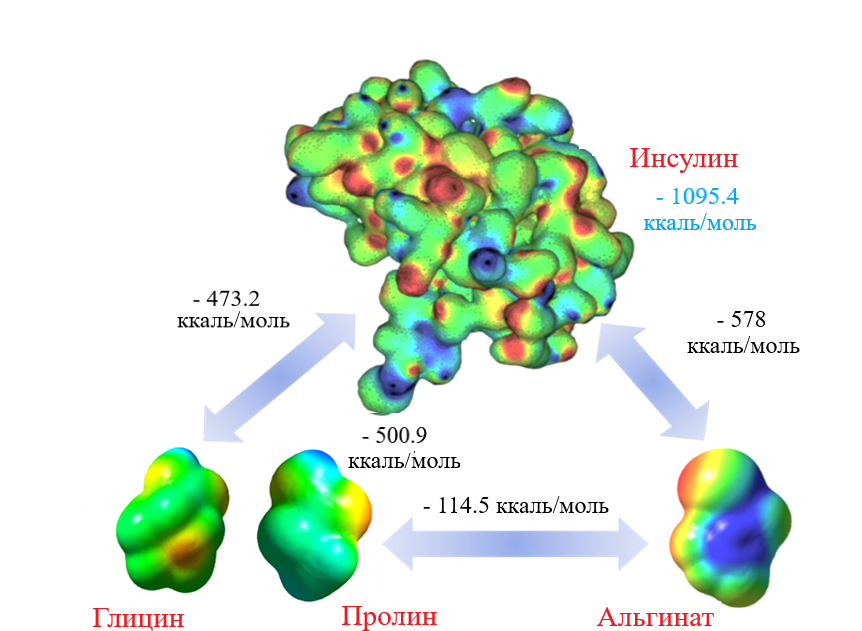 Инсулин
- 1095.4
ккаль/моль
- 473.2
ккаль/моль
- 578
ккаль/моль
- 500.9
ккаль/моль
- 114.5 ккаль/моль
Глицин
Пролин
Альгинат